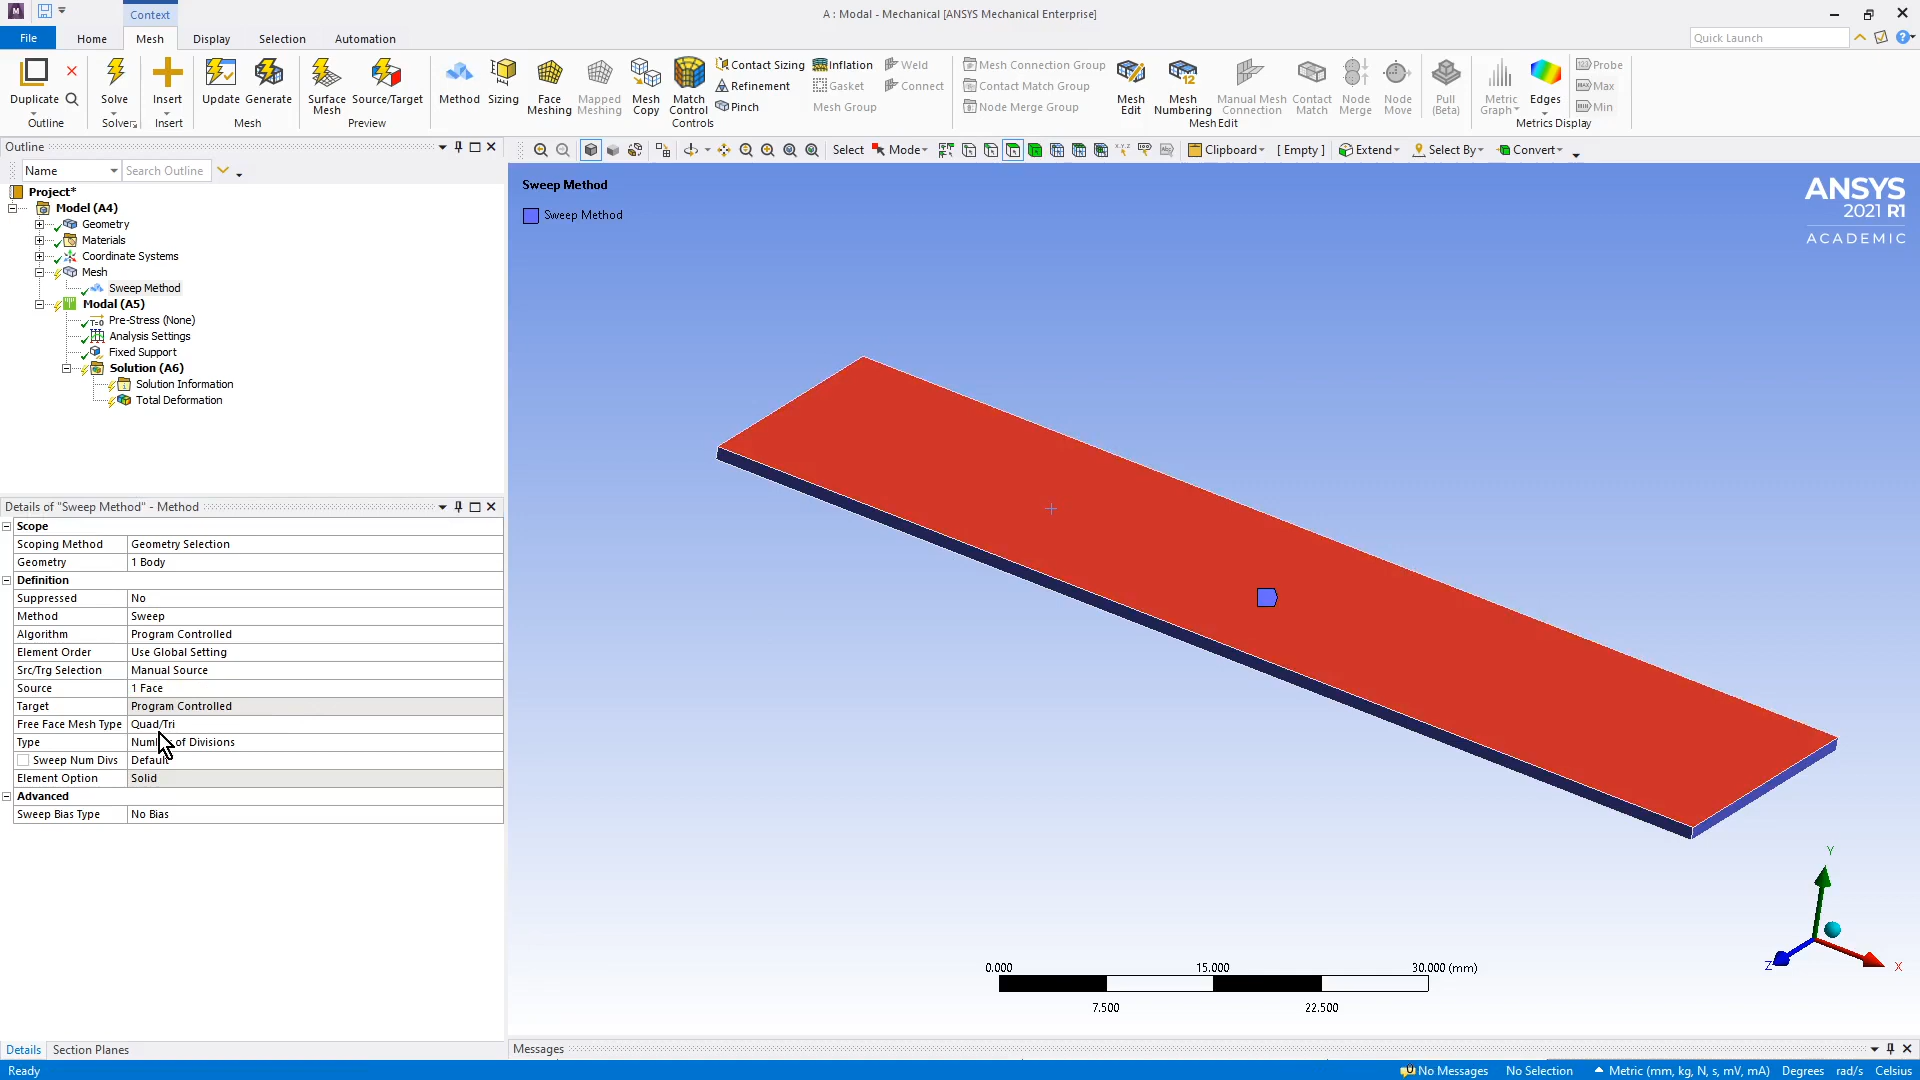 Context
A : Modal - Mechanical [ANSYS Mechanical Enterprise]
File
Home
Mesh
Display
Selection
Automation
Quick Launch
Duplicate
Outline
Solve
Solver
Insert
Insert
Update
Generate
Mesh
Surface Mesh
Source/Target
Preview
Method
Sizing
Face Meshing
Mapped Meshing
Mesh Copy
Match Control
Contact Sizing
Refinement
Pinch
Inflation
Gasket
Mesh Group
Weld
Connect
Controls
Mesh Connection Group
Contact Match Group
Node Merge Group
Mesh Edit
Mesh Numbering
Manual Mesh Connection
Contact Match
Node Merge
Node Move
Pull (Beta)
Mesh Edit
Metric Graph
Edges
Probe
Max
Min
Metrics Display
Outline
Name
Search Outline
Select
Mode
Clipboard
[ Empty ]
Extend
Select By
Convert
Project*
Model (A4)
Geometry
Materials
Coordinate Systems
Mesh
Sweep Method
Modal (A5)
Pre-Stress (None)
Analysis Settings
Fixed Support
Solution (A6)
Solution Information
Total Deformation
Sweep Method
Sweep Method
ANSYS
2021 R1
ACADEMIC
Details of "Sweep Method" - Method
Scope
Scoping Method Geometry Selection
Geometry 1 Body
Definition
Suppressed No
Method Sweep
Algorithm Program Controlled
Element Order Use Global Setting
Src/Trg Selection Manual Source
Source 1 Face
Target Program Controlled
Free Face Mesh Type Quad/Tri
Type Number of Divisions
Sweep Num Divs Default
Element Option Solid
Advanced
Sweep Bias Type No Bias
0.000 15.000 30.000 (mm)
7.500 22.500
Y
Z
X
Details
Section Planes
Messages
Ready
No Messages
No Selection
Metric (mm, kg, N, s, mV, mA)
Degrees
rad/s
Celsius